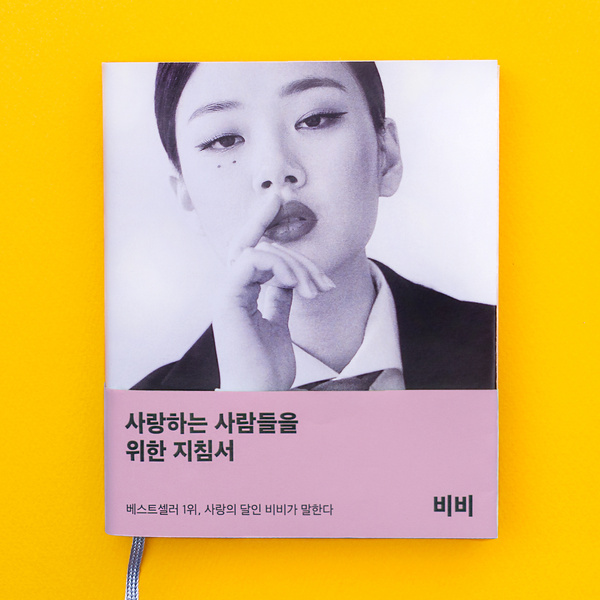 사랑하는 사람들을
위한 지침서
베스트셀러 1위, 사랑의 달인 비비가 말한다
비비